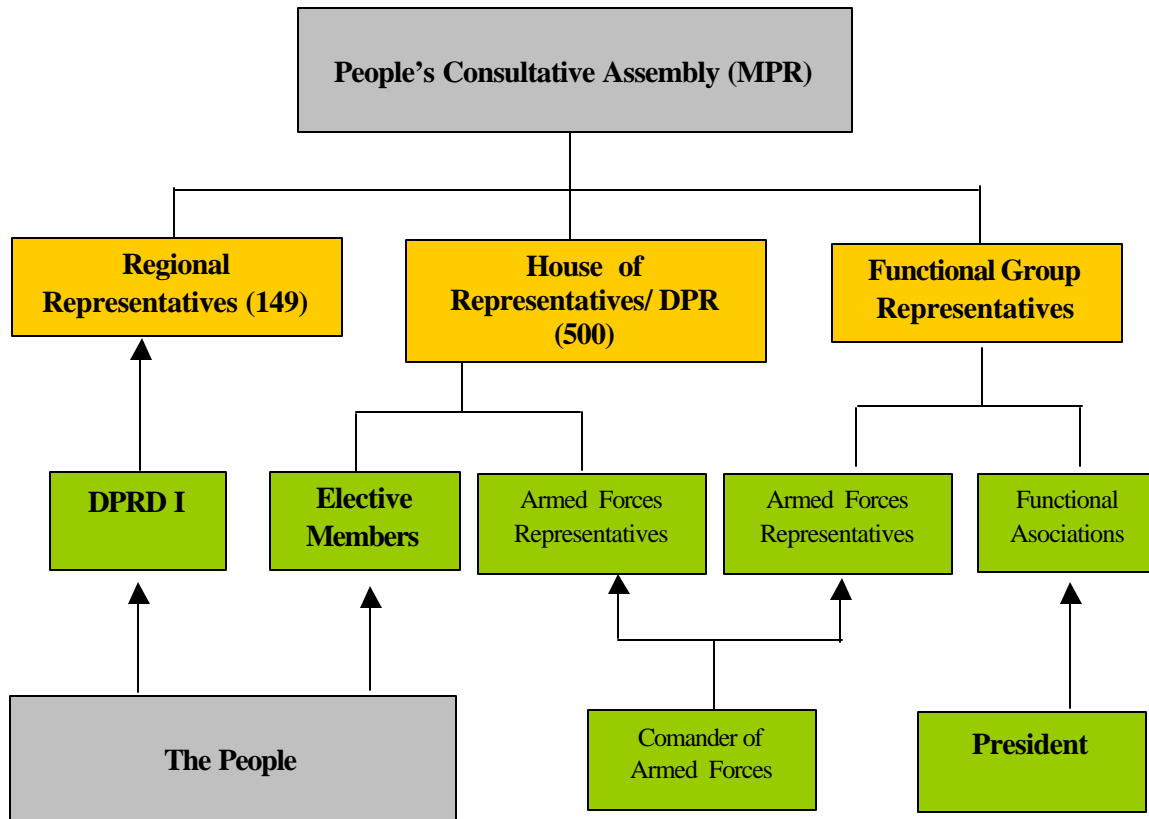 People’s Consultative Assembly (MPR)
Regional
Representatives (149)
House of
Representatives/ DPR
(500)
Functional Group
Representatives
DPRD I
Elective
Members
Armed Forces
Representatives
Armed Forces
Representatives
Functional
Asociations
The People
Comander of
Armed Forces
President